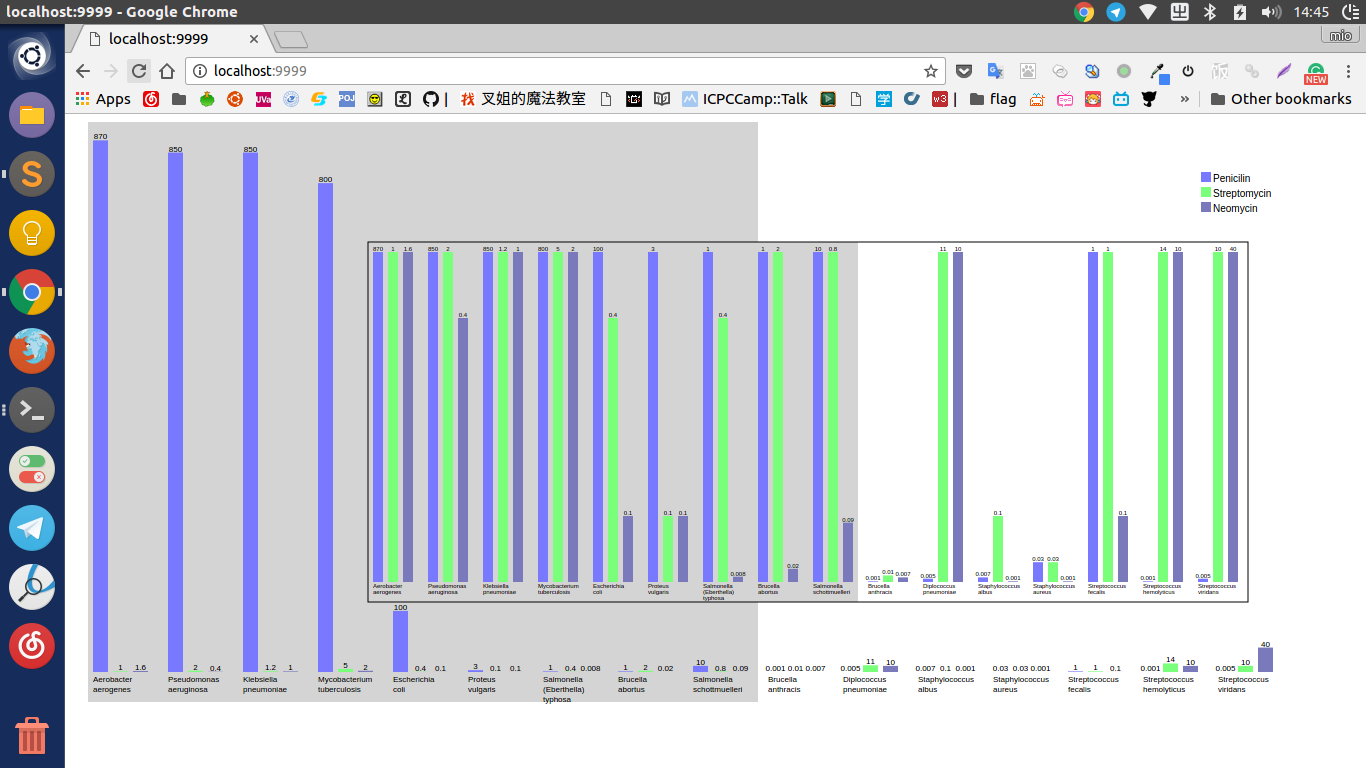 localhost:9999 - Google Chrome
14:45
localhost:9999
mio
localhost:9999
NEW
Apps
UVa
POJ
找 叉姐的魔法教室
ICPCCamp::Talk
学
w3
flag
»
Other bookmarks
870
850
850
800
Penicilin
Streptomycin
Neomycin
870 1 1.6
850 2 0.4
850 1.2 1
800 5 2
100 0.4 0.1
3 0.1 0.1
1 0.4 0.008
1 2 0.02
10 0.8 0.09
0.001 0.01 0.007
0.005 11 10
0.007 0.1 0.001
0.03 0.03 0.001
1 1 0.1
0.001 14 10
0.005 10 40
Aerobacter
aerogenes
Pseudomonas
aeruginosa
Klebsiella
pneumoniae
Mycobacterium
tuberculosis
Escherichia
coli
Proteus
vulgaris
Salmonella
(Eberthella)
typhosa
Brucella
abortus
Salmonella
schottmuelleri
Brucella
anthracis
Diplococcus
pneumoniae
Staphylococcus
albus
Staphylococcus
aureus
Streptococcus
fecalis
Streptococcus
hemolyticus
Streptococcus
viridans
100
1 1.6
2 0.4
1.2 1
5 2
0.4 0.1
3 0.1 0.1
1 0.4 0.008
1 2 0.02
10 0.8 0.09
0.001 0.01 0.007
0.005 11 10
0.007 0.1 0.001
0.03 0.03 0.001
1 1 0.1
0.001 14 10
0.005 10 40
Aerobacter
aerogenes
Pseudomonas
aeruginosa
Klebsiella
pneumoniae
Mycobacterium
tuberculosis
Escherichia
coli
Proteus
vulgaris
Salmonella
(Eberthella)
typhosa
Brucella
abortus
Salmonella
schottmuelleri
Brucella
anthracis
Diplococcus
pneumoniae
Staphylococcus
albus
Staphylococcus
aureus
Streptococcus
fecalis
Streptococcus
hemolyticus
Streptococcus
viridans